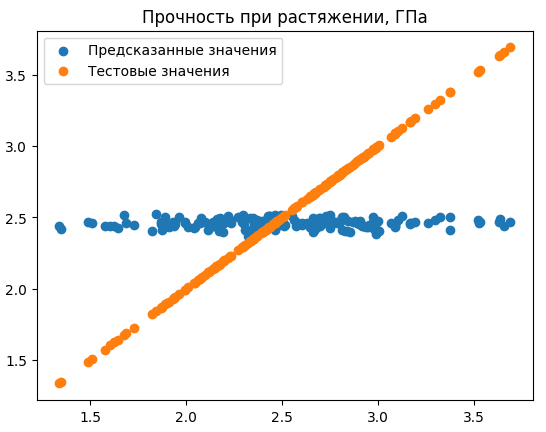 Прочность при растяжении, ГПа
Предсказанные значения
Тестовые значения
3.5
3.0
2.5
2.0
1.5
1.5 2.0 2.5 3.0 3.5